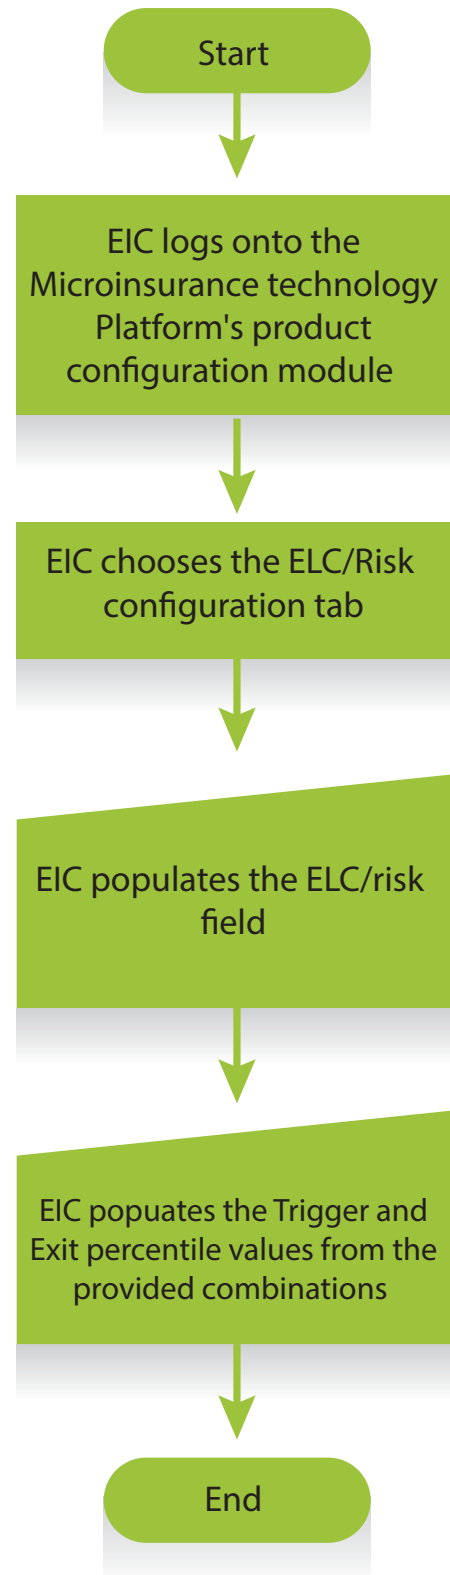 Start
EIC logs onto the
Microinsurance technology
Platform's product
configuration module
EIC chooses the ELC/Risk
configuration tab
EIC populates the ELC/risk
field
EIC popuates the Trigger and
Exit percentile values from the
provided combinations
End